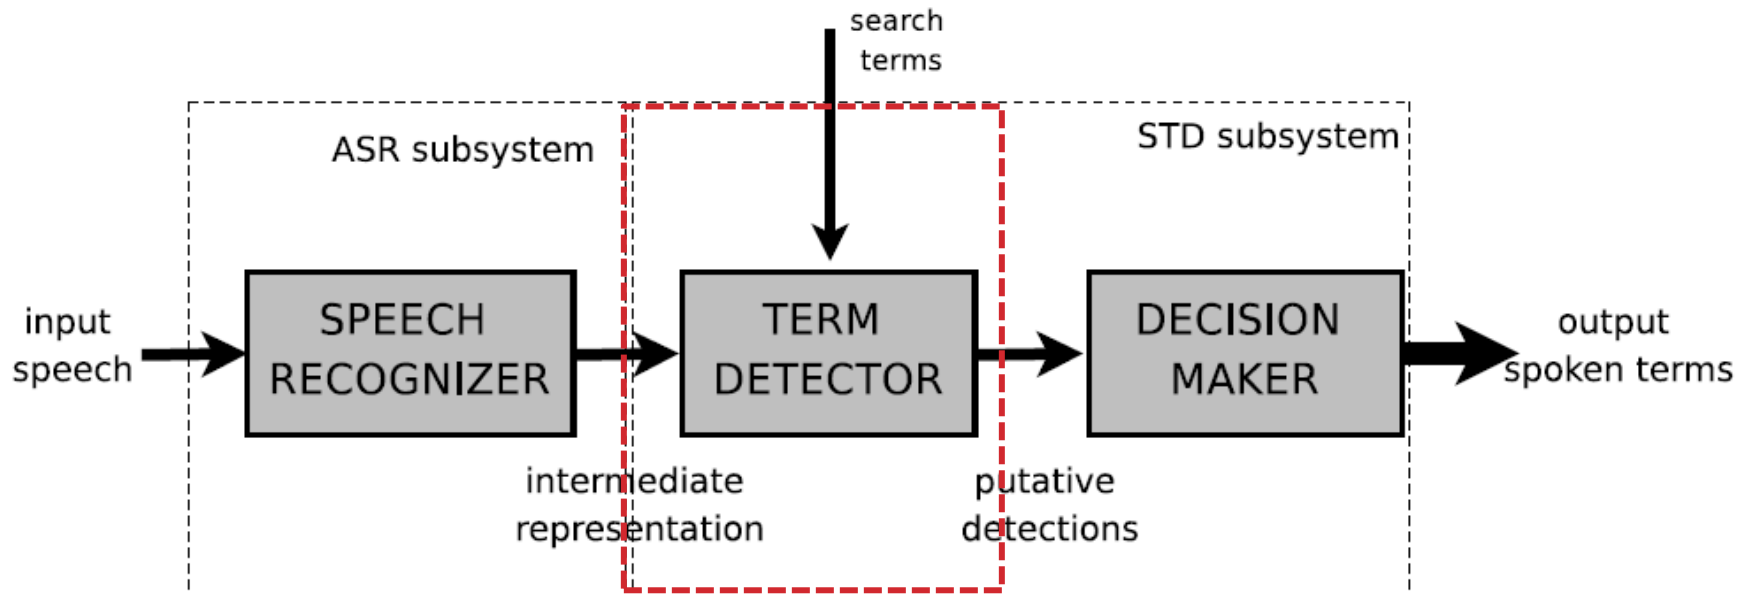 search
terms
ASR subsystem
STD subsystem
input
speech
SPEECH
RECOGNIZER
TERM
DETECTOR
DECISION
MAKER
output
spoken terms
intermediate
representation
putative
detections